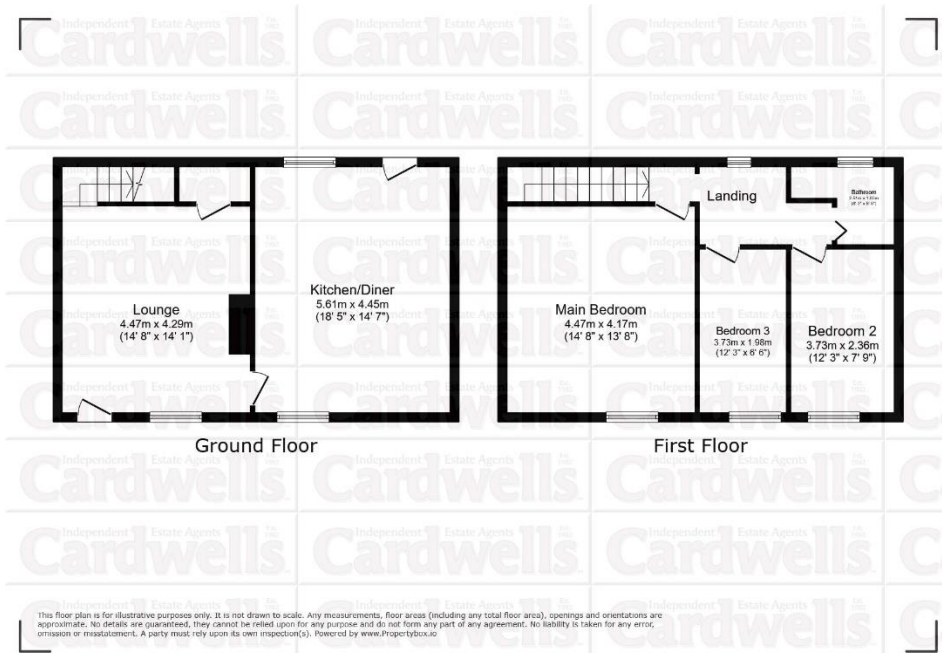 Independent Estate Agents
Cardwells
Lounge
4.47m x 4.29m
(14' 8" x 14' 1")
Kitchen/Diner
5.61m x 4.45m
(18' 5" x 14' 7")
Ground Floor
Main Bedroom
4.47m x 4.17m
(14' 8" x 13' 8")
Landing
Bathroom
Bedroom 3
3.73m x 1.98m
(12' 3" x 6' 6")
Bedroom 2
3.73m x 2.36m
(12' 3" x 7' 9")
First Floor
This floor plan is for illustrative purposes only. It is not drawn to scale. Any measurements, floor areas (including any total floor area), openings and orientations are
approximate. No details are guaranteed, they cannot be relied upon for any purpose and do not form any part of any agreement. No liability is taken for any error,
omission or misstatement. A party must rely upon its own inspection(s). Powered by www.Propertybox.io